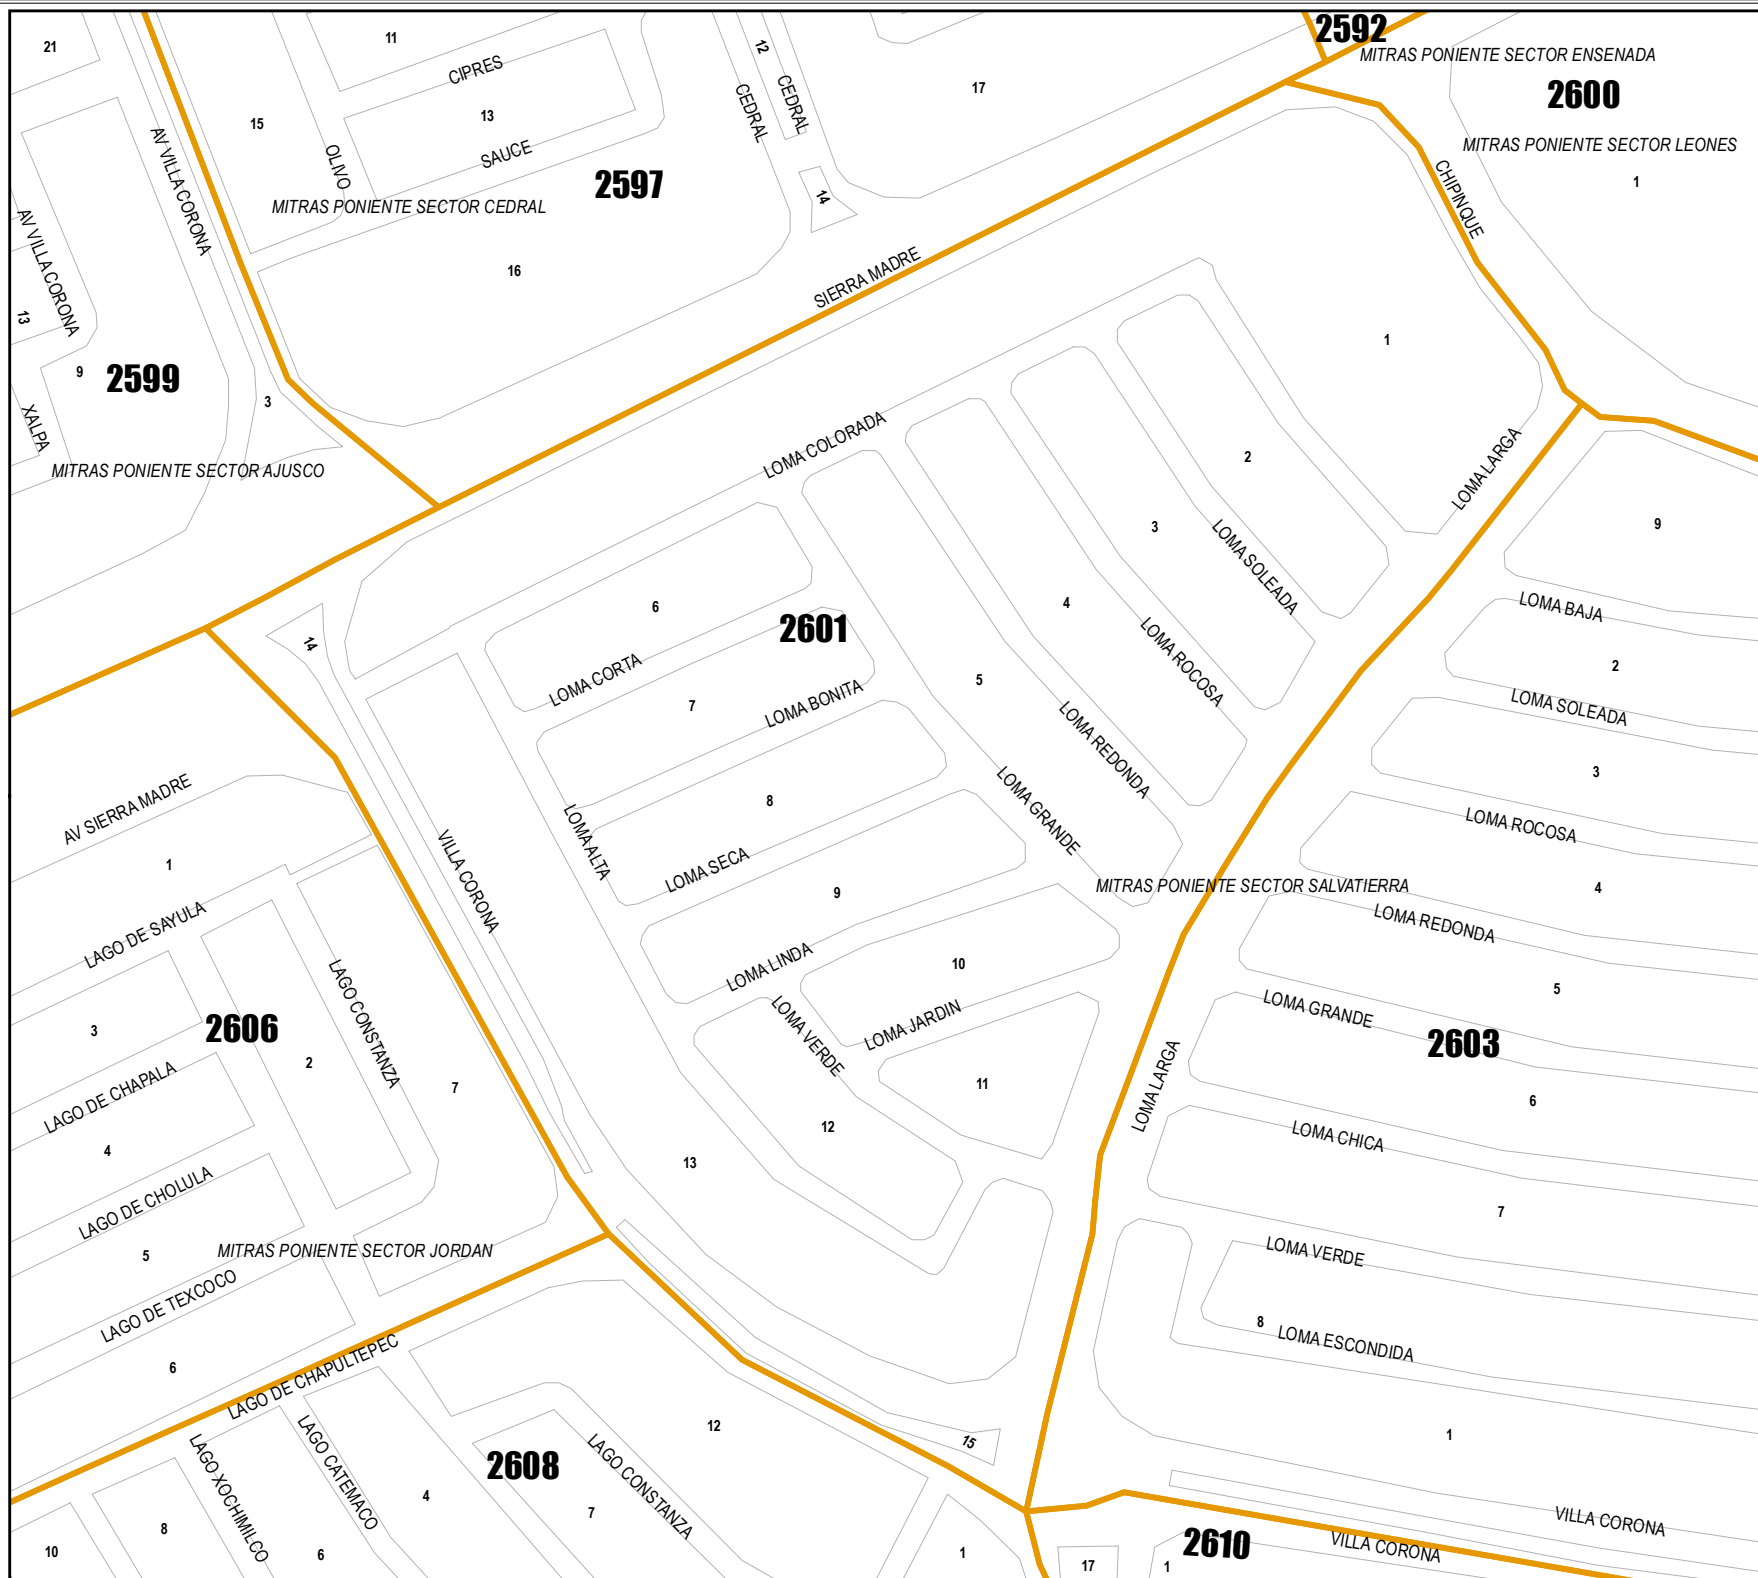 2592
MITRAS PONIENTE SECTOR ENSENADA
2600
MITRAS PONIENTE SECTOR LEONES
1
CHIPINQUE
21
11
12
CEDRAL
CEDRAL
17
CIPRES
15
13
OLIVO
SAUCE
AV VILLA CORONA
2597
MITRAS PONIENTE SECTOR CEDRAL
14
16
SIERRA MADRE
AV VILLA CORONA
13
9
2599
3
XALPA
MITRAS PONIENTE SECTOR AJUSCO
1
LOMA COLORADA
2
LOMA LARGA
3
LOMA SOLEADA
9
6
2601
4
LOMA BAJA
14
LOMA CORTA
LOMA ROCOSA
2
5
7
LOMA BONITA
LOMA SOLEADA
LOMA REDONDA
3
8
LOMA GRANDE
AV SIERRA MADRE
LOMA ALTA
LOMA ROCOSA
1
VILLA CORONA
LOMA SECA
9
MITRAS PONIENTE SECTOR SALVATIERRA
4
LAGO DE SAYULA
LOMA REDONDA
LOMA LINDA
10
5
LAGO CONSTANZA
3
2606
LOMA VERDE
LOMA JARDIN
LOMA GRANDE
2603
2
7
11
LAGO DE CHAPALA
LOMA LARGA
6
12
LOMA CHICA
4
13
LAGO DE CHOLULA
7
5
MITRAS PONIENTE SECTOR JORDAN
LOMA VERDE
LAGO DE TEXCOCO
8
LOMA ESCONDIDA
6
LAGO DE CHAPULTEPEC
12
1
15
LAGO XOCHIMILCO
LAGO CATEMACO
4
2608
LAGO CONSTANZA
7
VILLA CORONA
VILLA CORONA
10
8
6
1
17
1
2610